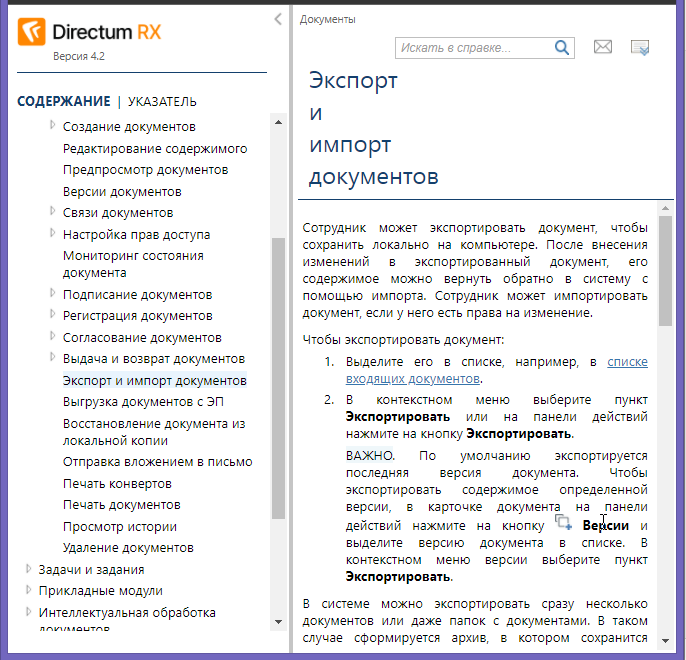 Directum RX
Версия 4.2
СОДЕРЖАНИЕ | УКАЗАТЕЛЬ
Создание документов
Редактирование содержимого
Предпросмотр документов
Версии документов
Связи документов
Настройка прав доступа
Мониторинг состояния
документа
Подписание документов
Регистрация документов
Согласование документов
Выдача и возврат документов
Экспорт и импорт документов
Выгрузка документов с ЭП
Восстановление документа из
локальной копии
Отправка вложением в письмо
Печать конвертов
Печать документов
Просмотр истории
Удаление документов
Задачи и задания
Прикладные модули
Интеллектуальная обработка
документов
Документы
Искать в справке...
Экспорт
и
импорт
документов
Сотрудник может экспортировать документ, чтобы
сохранить локально на компьютере. После внесения
изменений в экспортированный документ, его
содержимое можно вернуть обратно в систему с
помощью импорта. Сотрудник может импортировать
документ, если у него есть права на изменение.
Чтобы экспортировать документ:
1. Выделите его в списке, например, в списке
входящих документов.
2. В контекстном меню выберите пункт
Экспортировать или на панели действий
нажмите на кнопку Экспортировать.
ВАЖНО. По умолчанию экспортируется
последняя версия документа. Чтобы
экспортировать содержимое определенной
версии, в карточке документа на панели
действий нажмите на кнопку Версии и
выделите версию документа в списке. В
контекстном меню версии выберите пункт
Экспортировать.
В системе можно экспортировать сразу несколько
документов или даже папок с документами. В таком
случае сформируется архив, в котором сохранится